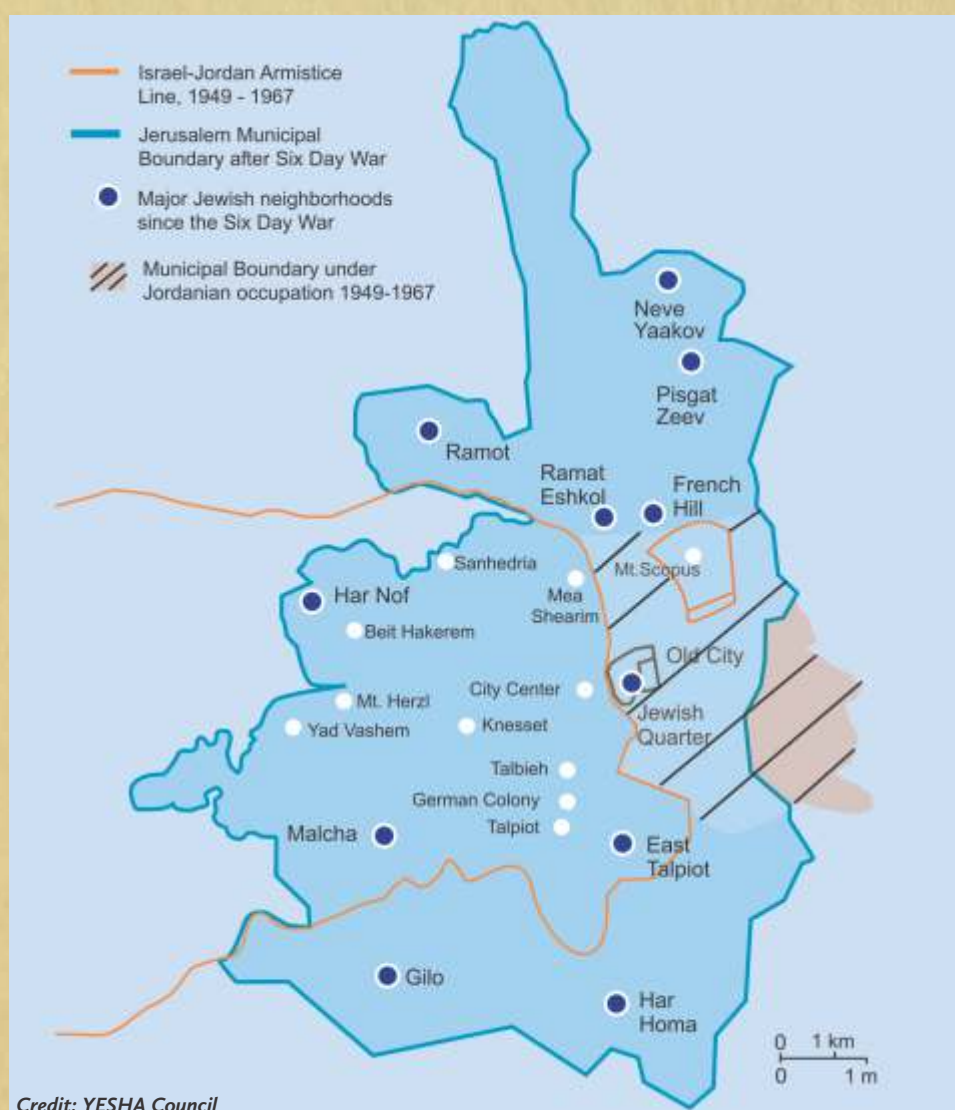 Israel-Jordan Armistice
Line, 1949 - 1967
Jerusalem Municipal
Boundary after Six Day War
Major Jewish neighborhoods
since the Six Day War
Municipal Boundary under
Jordanian occupation 1949-1967
Neve
Yaakov
Pisgat
Zeev
Ramot
Ramat
Eshkol
French
Hill
Sanhedria
Mt.Scopus
Mea
Shearim
Har Nof
Beit Hakerem
Old City
City Center
Mt. Herzl
Jewish
Quarter
Yad Vashem
Knesset
Talbieh
German Colony
Talpiot
Malcha
East
Talpiot
Gilo
Har
Homa
0 1 km
0 1 m
Credit: YESHA Council